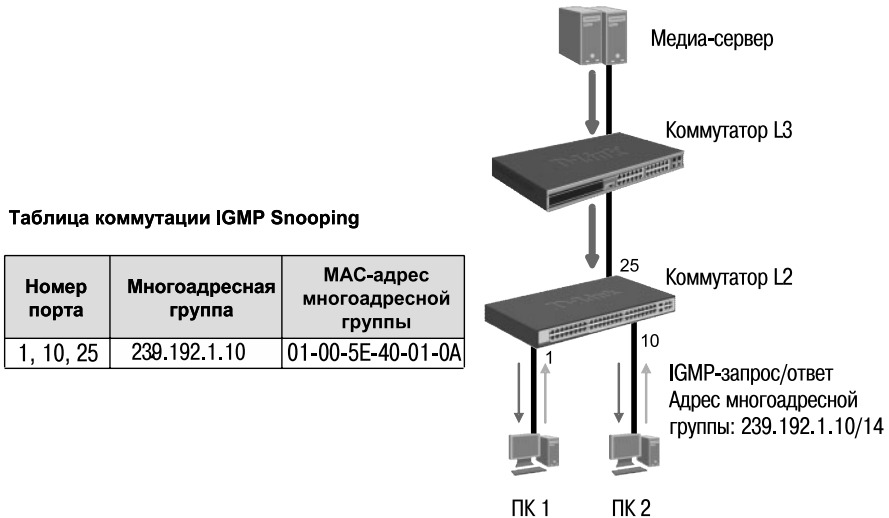 Медиа-сервер
Коммутатор L3
D-Link
Таблица коммутации IGMP Snooping
Номер порта
Многоадресная группа
MAC-адрес многоадресной группы
1, 10, 25
239.192.1.10
01-00-5E-40-01-0A
25
Коммутатор L2
D-Link
1
10
IGMP-запрос/ответ
Адрес многоадресной
группы: 239.192.1.10/14
ПК 1
ПК 2